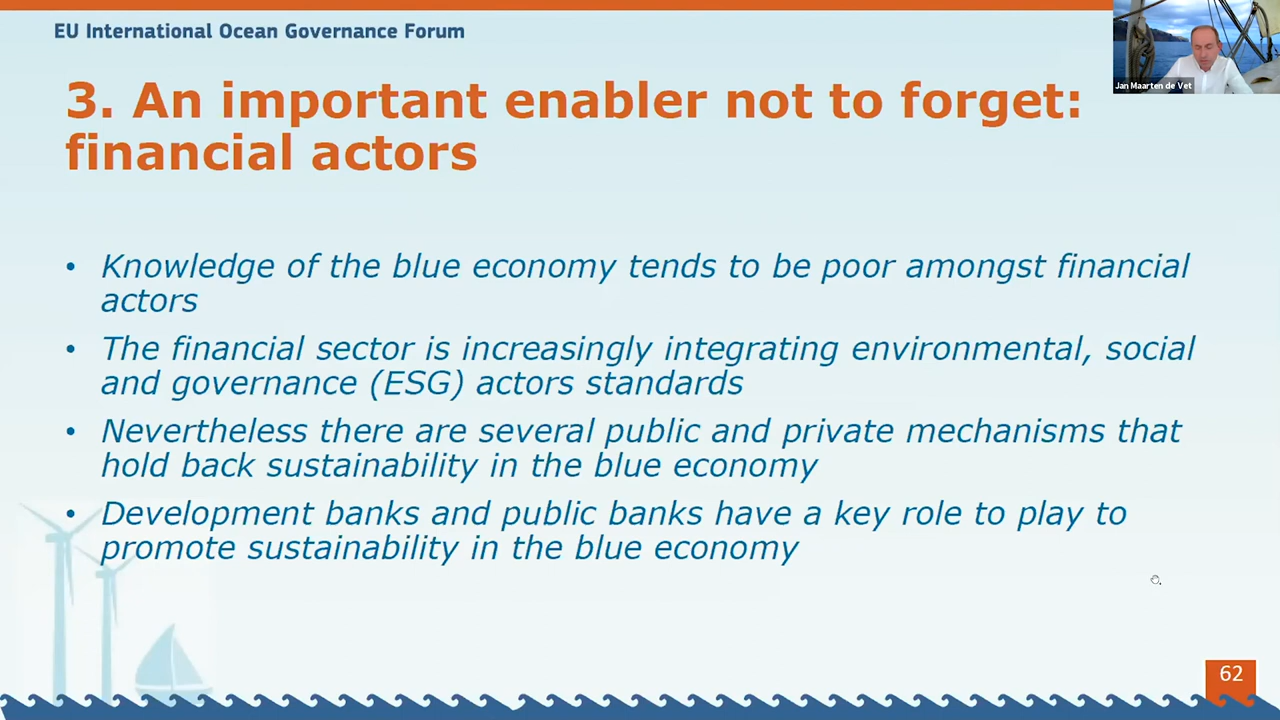 EU International Ocean Governance Forum
Jan Maarten de Vet
3. An important enabler not to forget:
financial actors
• Knowledge of the blue economy tends to be poor amongst financial
actors
• The financial sector is increasingly integrating environmental, social
and governance (ESG) actors standards
• Nevertheless there are several public and private mechanisms that
hold back sustainability in the blue economy
• Development banks and public banks have a key role to play to
promote sustainability in the blue economy
62